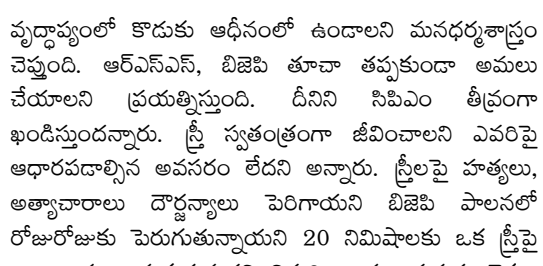 వృద్ధాప్యంలో కొడుకు ఆధీనంలో ఉండాలని మనధర్మశాస్త్రం
చెప్తుంది. ఆర్ఎస్ఎస్, బిజెపి తూచా తప్పకుండా అమలు
చేయాలని ప్రయత్నిస్తుంది. దీనిని సిపిఎం తీవ్రంగా
ఖండిస్తుందన్నారు. స్త్రీ స్వతంత్రంగా జీవించాలని ఎవరిపై
ఆధారపడాల్సిన అవసరం లేదని అన్నారు. స్త్రీలపై హత్యలు,
అత్యాచారాలు దౌర్జన్యాలు పెరిగాయని బిజెపి పాలనలో
రోజురోజుకు పెరుగుతున్నాయని 20 నిమిషాలకు ఒక స్త్రీపై